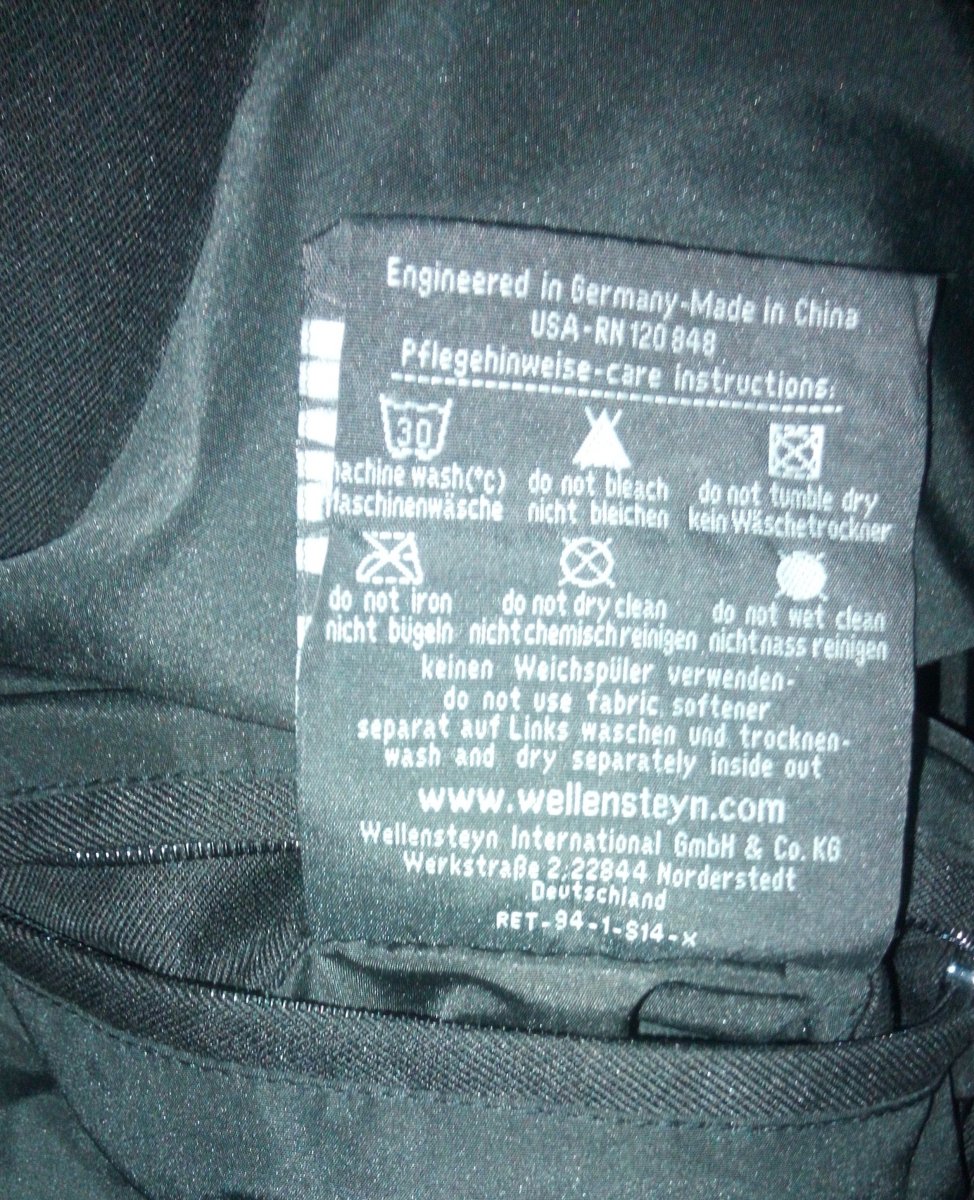 Engineered in Germany-Made in China
USA-RN 120 848
Pflegehinweise-care instructions:
30
machine wash(°C) do not bleach do not tumble dry
Maschinenwäsche nicht bleichen kein Wäschetrockner
do not iron do not dry clean do not wet clean
nicht bügeln nicht chemisch reinigen nicht nass reinigen
keinen Weichspüler verwenden-
do not use fabric softener
separat auf Links waschen und trocknen-
wash and dry separately inside out
www.wellensteyn.com
Wellensteyn International GmbH & Co. KG
Werkstraße 2,22844 Norderstedt
Deutschland
RET-94-1-S14-x